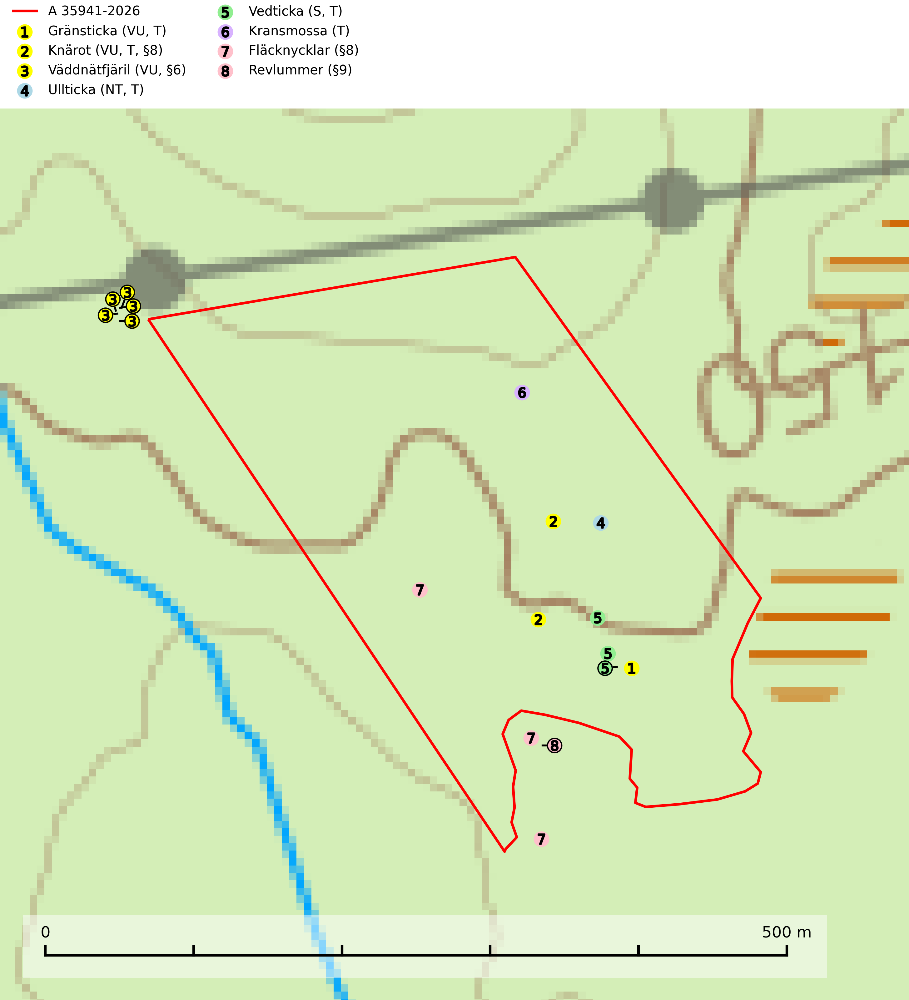 A 35941-2026
1 Gränsticka (VU, T)
2 Knärot (VU, T, §8)
3 Väddnätfjäril (VU, §6)
4 Ullticka (NT, T)
5 Vedticka (S, T)
6 Kransmossa (T)
7 Fläcknycklar (§8)
8 Revlummer (§9)
3
3
3
3
3
6
2 4
7
2 5
5
5 1
7
8
7
0 500 m